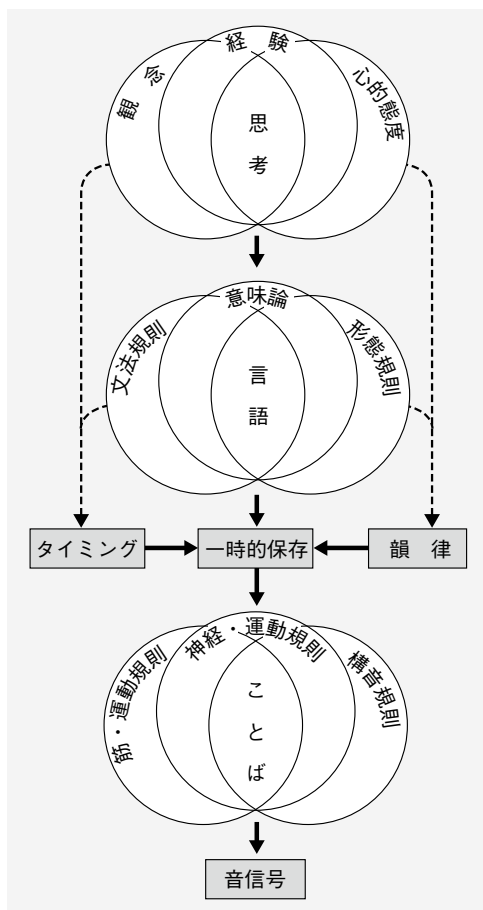 観念
経験
心的態度
思考
文法規則
意味論
形態規則
言語
タイミング
一時的保存
韻律
筋・運動規則
神経・運動規則
構音規則
ことば
音信号